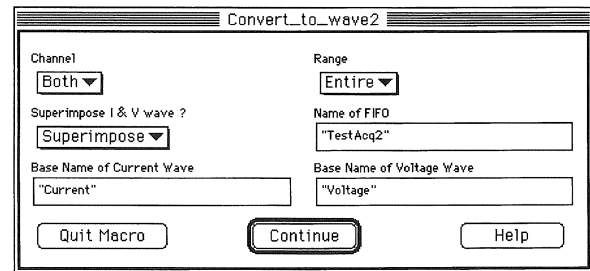 Convert_to_wave2
Channel Range
Both Entire
Superimpose I & V wave ? Name of FIFO
Superimpose "TestAcq2"
Base Name of Current Wave Base Name of Voltage Wave
"Current" "Voltage"
Quit Macro Continue Help